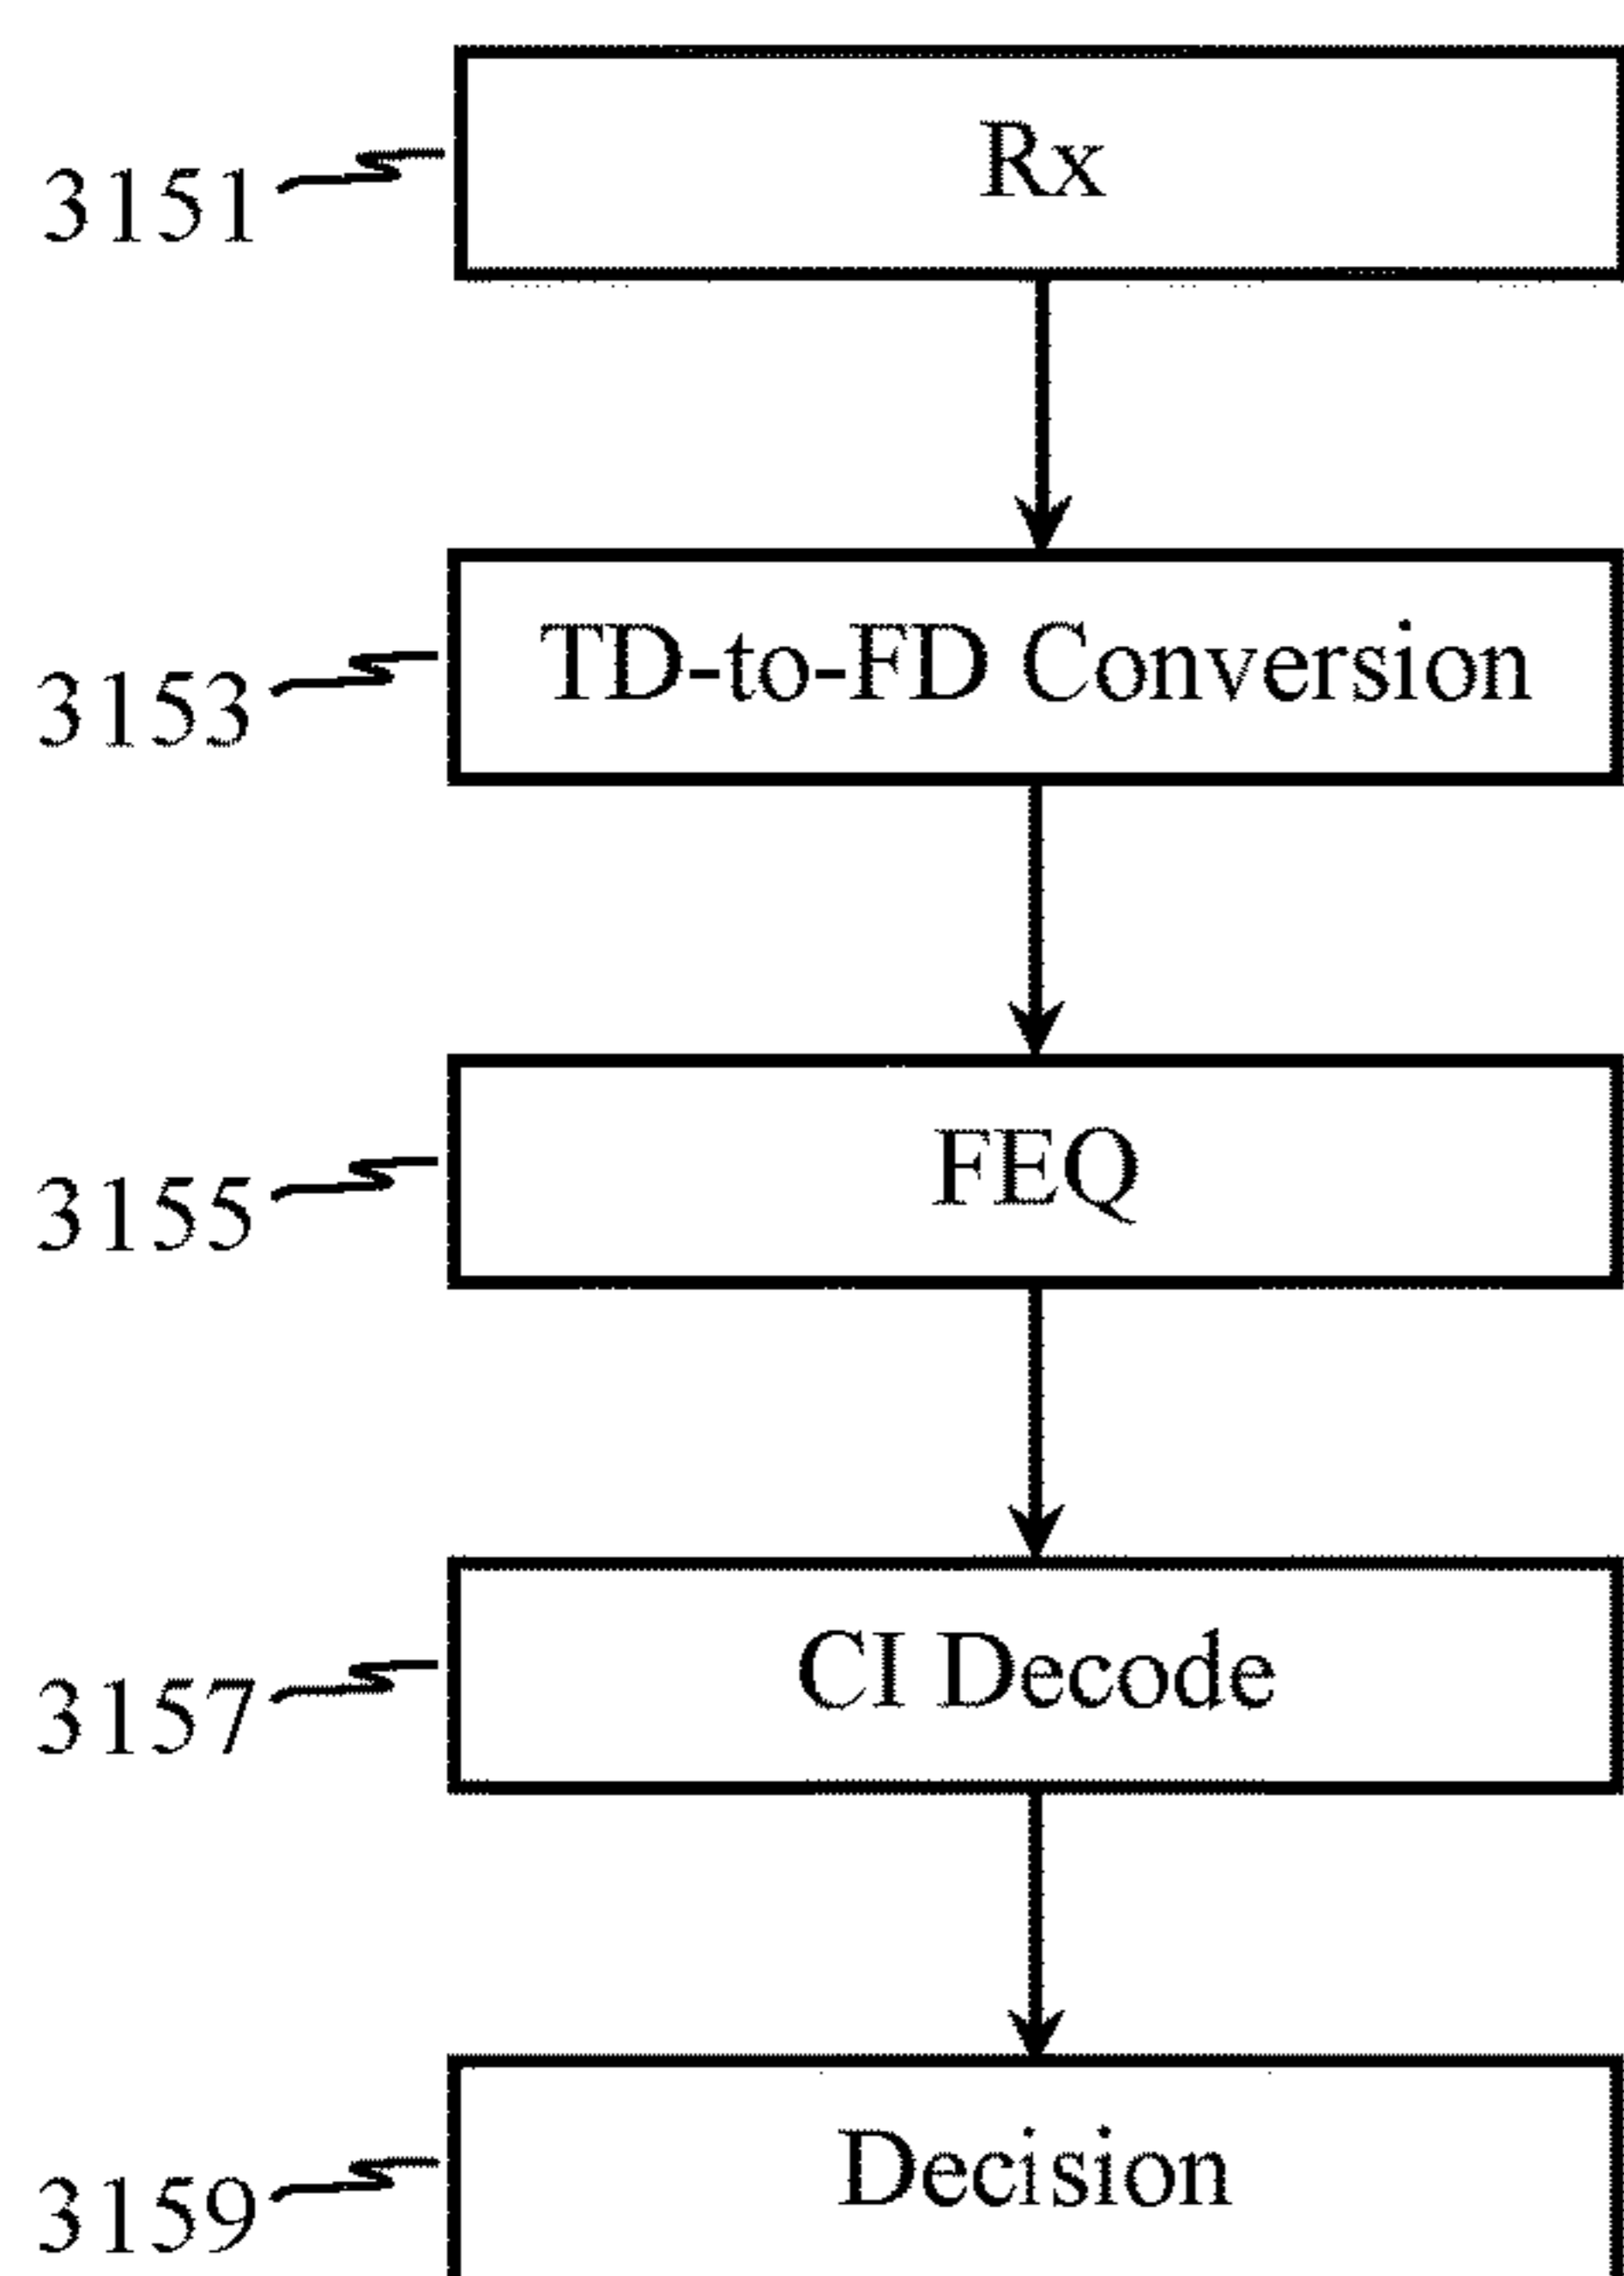 Rx
3151
TD-to-FD Conversion
3153
FEQ
3155
CI Decode
3157
Decision
3159